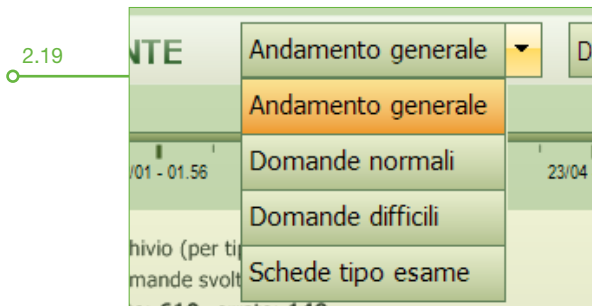 2.19
NTE Andamento generale D
Andamento generale
/01 - 01.56 Domande normali 23/04
Domande difficili
hivio (per tip
mande svolt Schede tipo esame